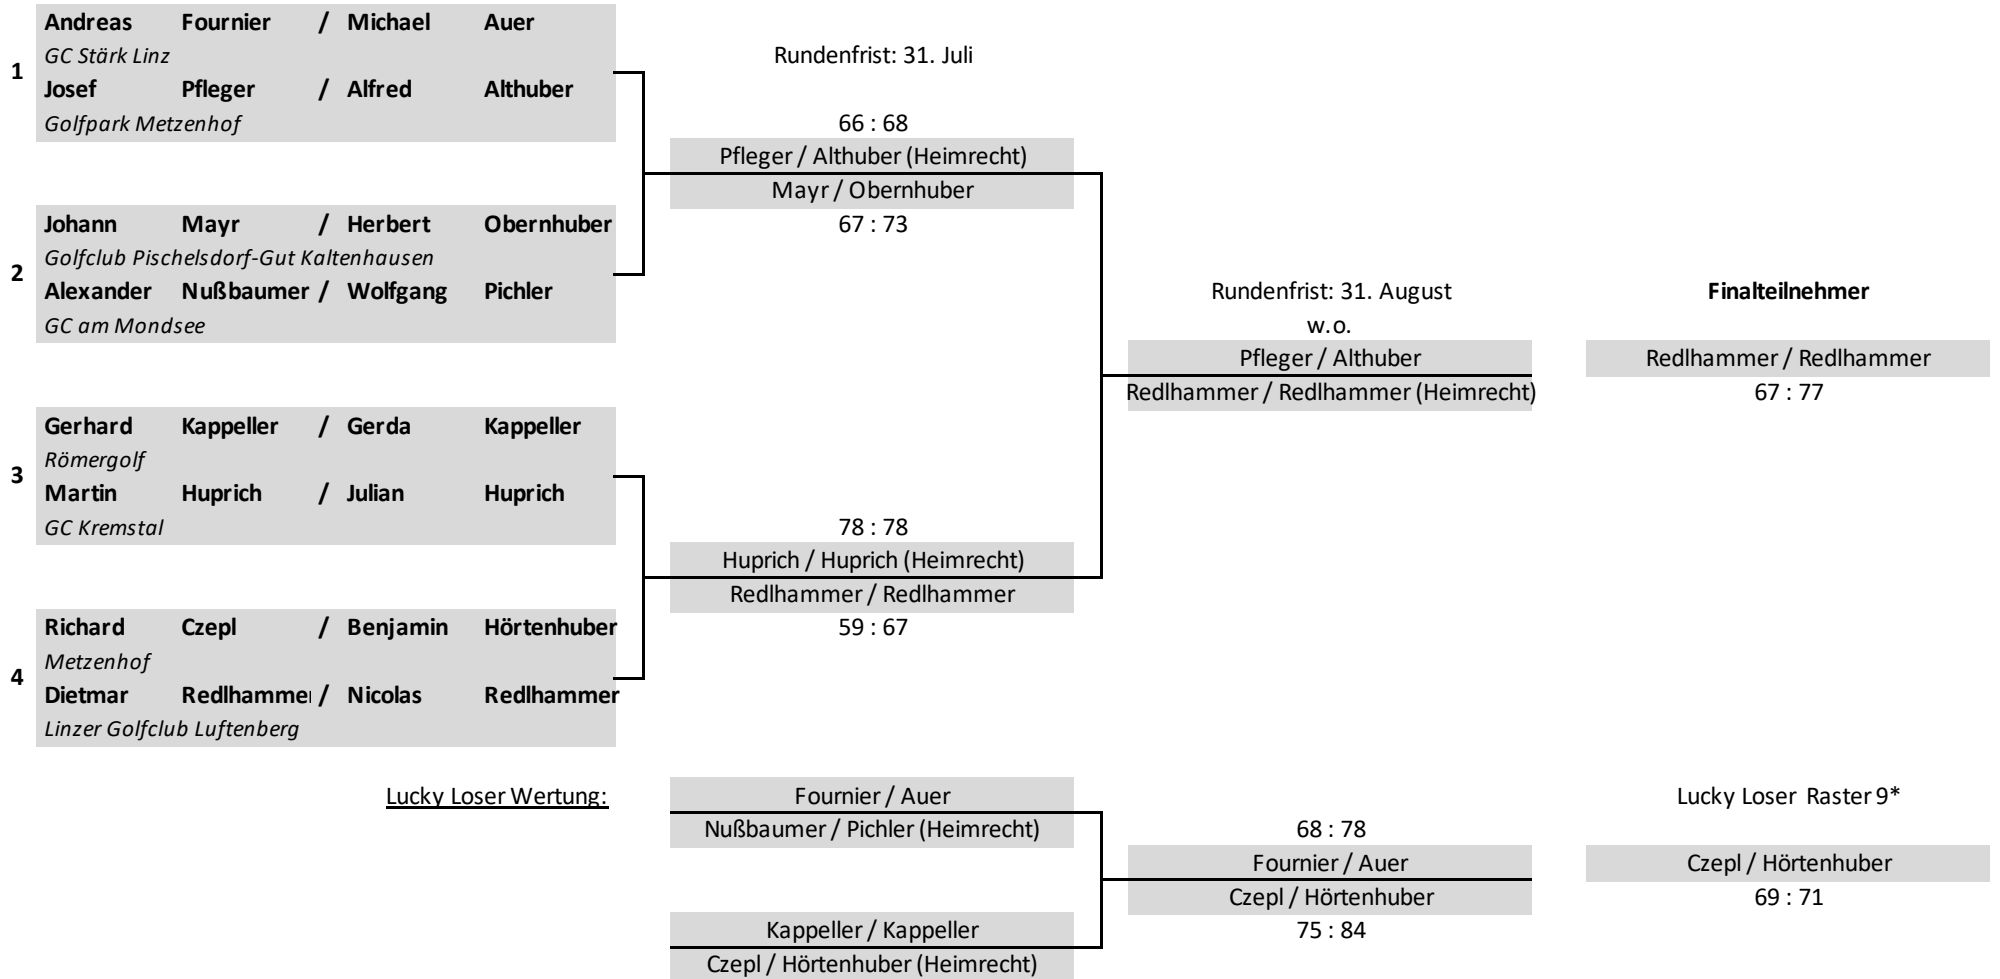 Andreas Fournier / Michael Auer
GC Stärk Linz
1
Josef Pfleger / Alfred Althuber
Golfpark Metzenhof
Johann Mayr / Herbert Obernhuber
Golfclub Pischelsdorf-Gut Kaltenhausen
2
Alexander Nußbaumer / Wolfgang Pichler
GC am Mondsee
Gerhard Kappeller / Gerda Kappeller
Römergolf
3
Martin Huprich / Julian Huprich
GC Kremstal
Richard Czepl / Benjamin Hörtenhuber
Metzenhof
4
Dietmar Redlhammer / Nicolas Redlhammer
Linzer Golfclub Luftenberg
Rundenfrist: 31. Juli
66 : 68
Pfleger / Althuber (Heimrecht)
Mayr / Obernhuber
67 : 73
78 : 78
Huprich / Huprich (Heimrecht)
Redlhammer / Redlhammer
59 : 67
Rundenfrist: 31. August
w.o.
Pfleger / Althuber
Redlhammer / Redlhammer (Heimrecht)
Finalteilnehmer
Redlhammer / Redlhammer
67 : 77
Lucky Loser Wertung:
Fournier / Auer
Nußbaumer / Pichler (Heimrecht)
Kappeller / Kappeller
Czepl / Hörtenhuber (Heimrecht)
68 : 78
Fournier / Auer
Czepl / Hörtenhuber
75 : 84
Lucky Loser Raster 9*
Czepl / Hörtenhuber
69 : 71